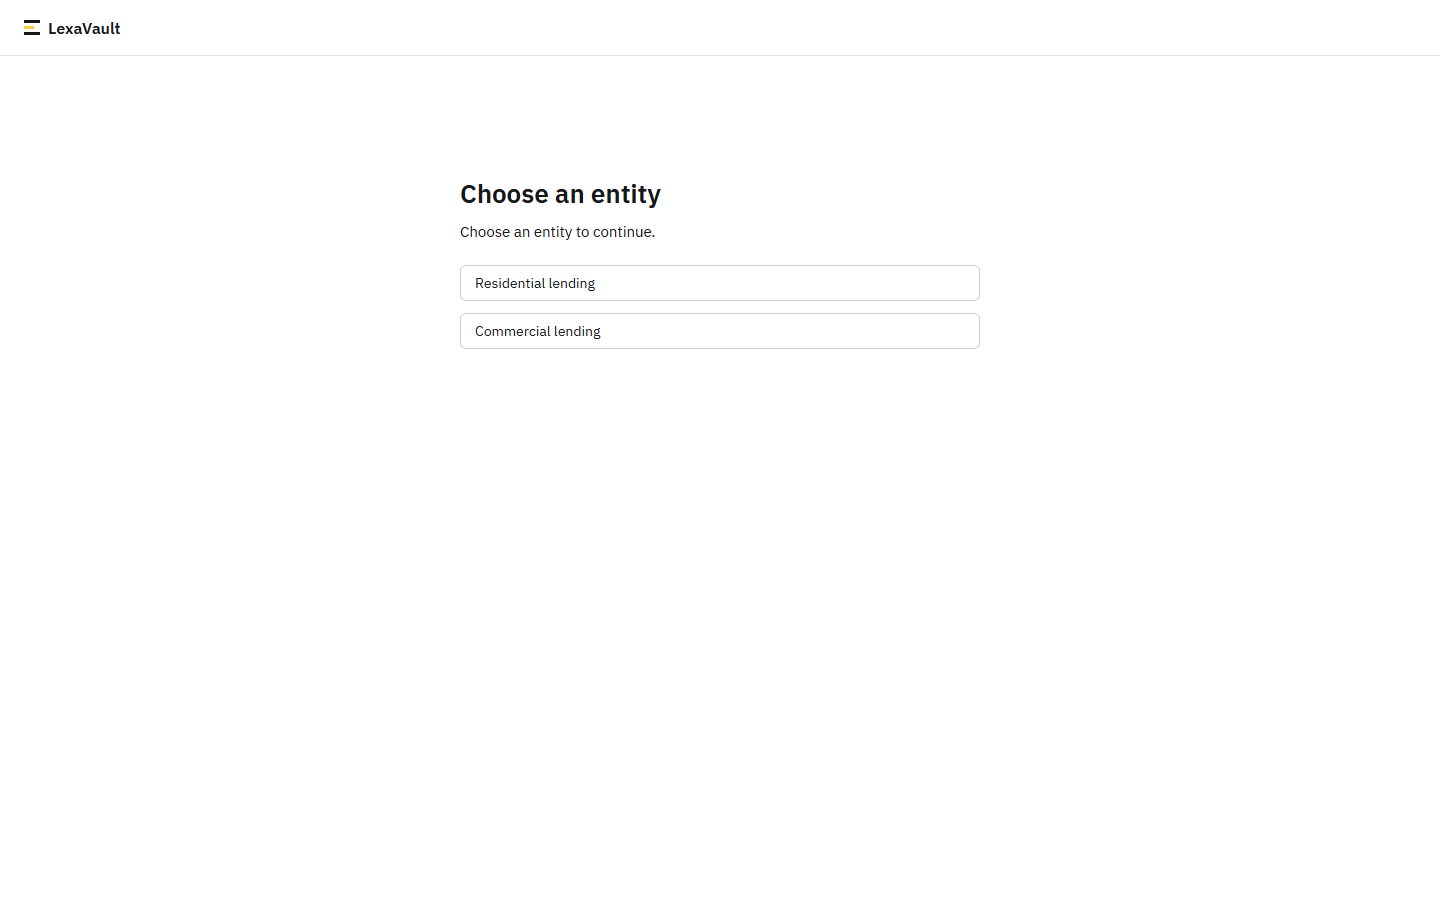 LexaVault
Choose an entity
Choose an entity to continue.
Residential lending
Commercial lending